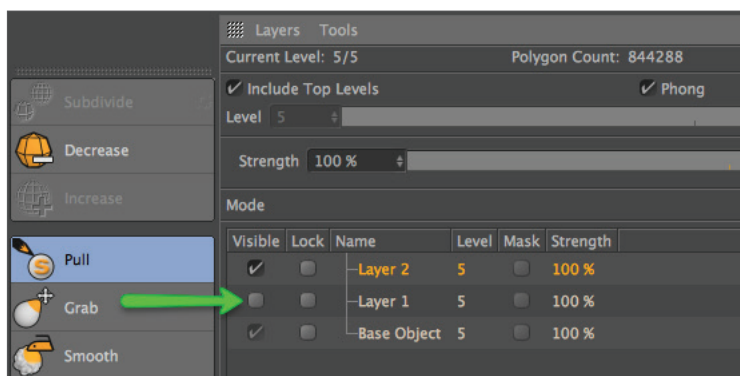 Layers Tools
Current Level: 5/5 Polygon Count: 844288
Include Top Levels Phong
Level 5
Strength 100 %
Mode
Visible Lock Name Level Mask Strength
Layer 2 5 100 %
Layer 1 5 100 %
Base Object 5 100 %
Subdivide
Decrease
Increase
Pull
S
Grab
Smooth